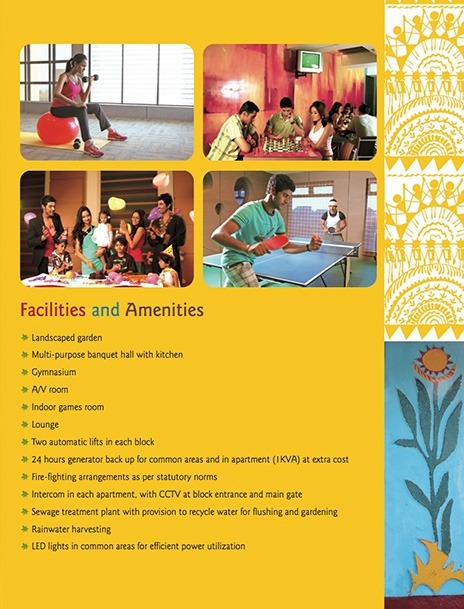 Facilities and Amenities
Landscaped garden
Multi-purpose banquet hall with kitchen
Gymnasium
A/V room
Indoor games room
Lounge
Two automatic lifts in each block
24 hours generator back up for common areas and in apartment (1KVA) at extra cost
Fire-fighting arrangements as per statutory norms
Intercom in each apartment, with CCTV at block entrance and main gate
Sewage treatment plant with provision to recycle water for flushing and gardening
Rainwater harvesting
LED lights in common areas for efficient power utilization